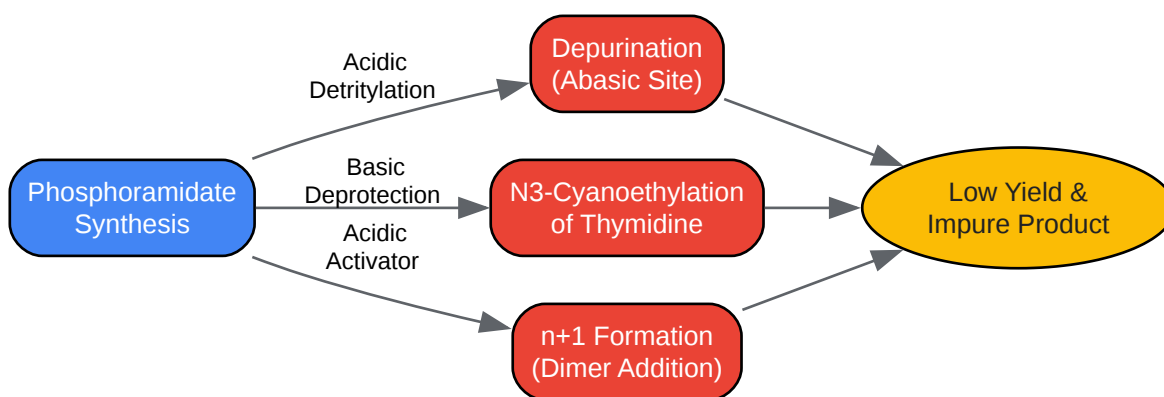 Phosphoramidate
Synthesis
Acidic
Detritylation
Depurination
(Abasic Site)
Basic
Deprotection
N3-Cyanoethylation
of Thymidine
Acidic
Activator
n+1 Formation
(Dimer Addition)
Low Yield &
Impure Product